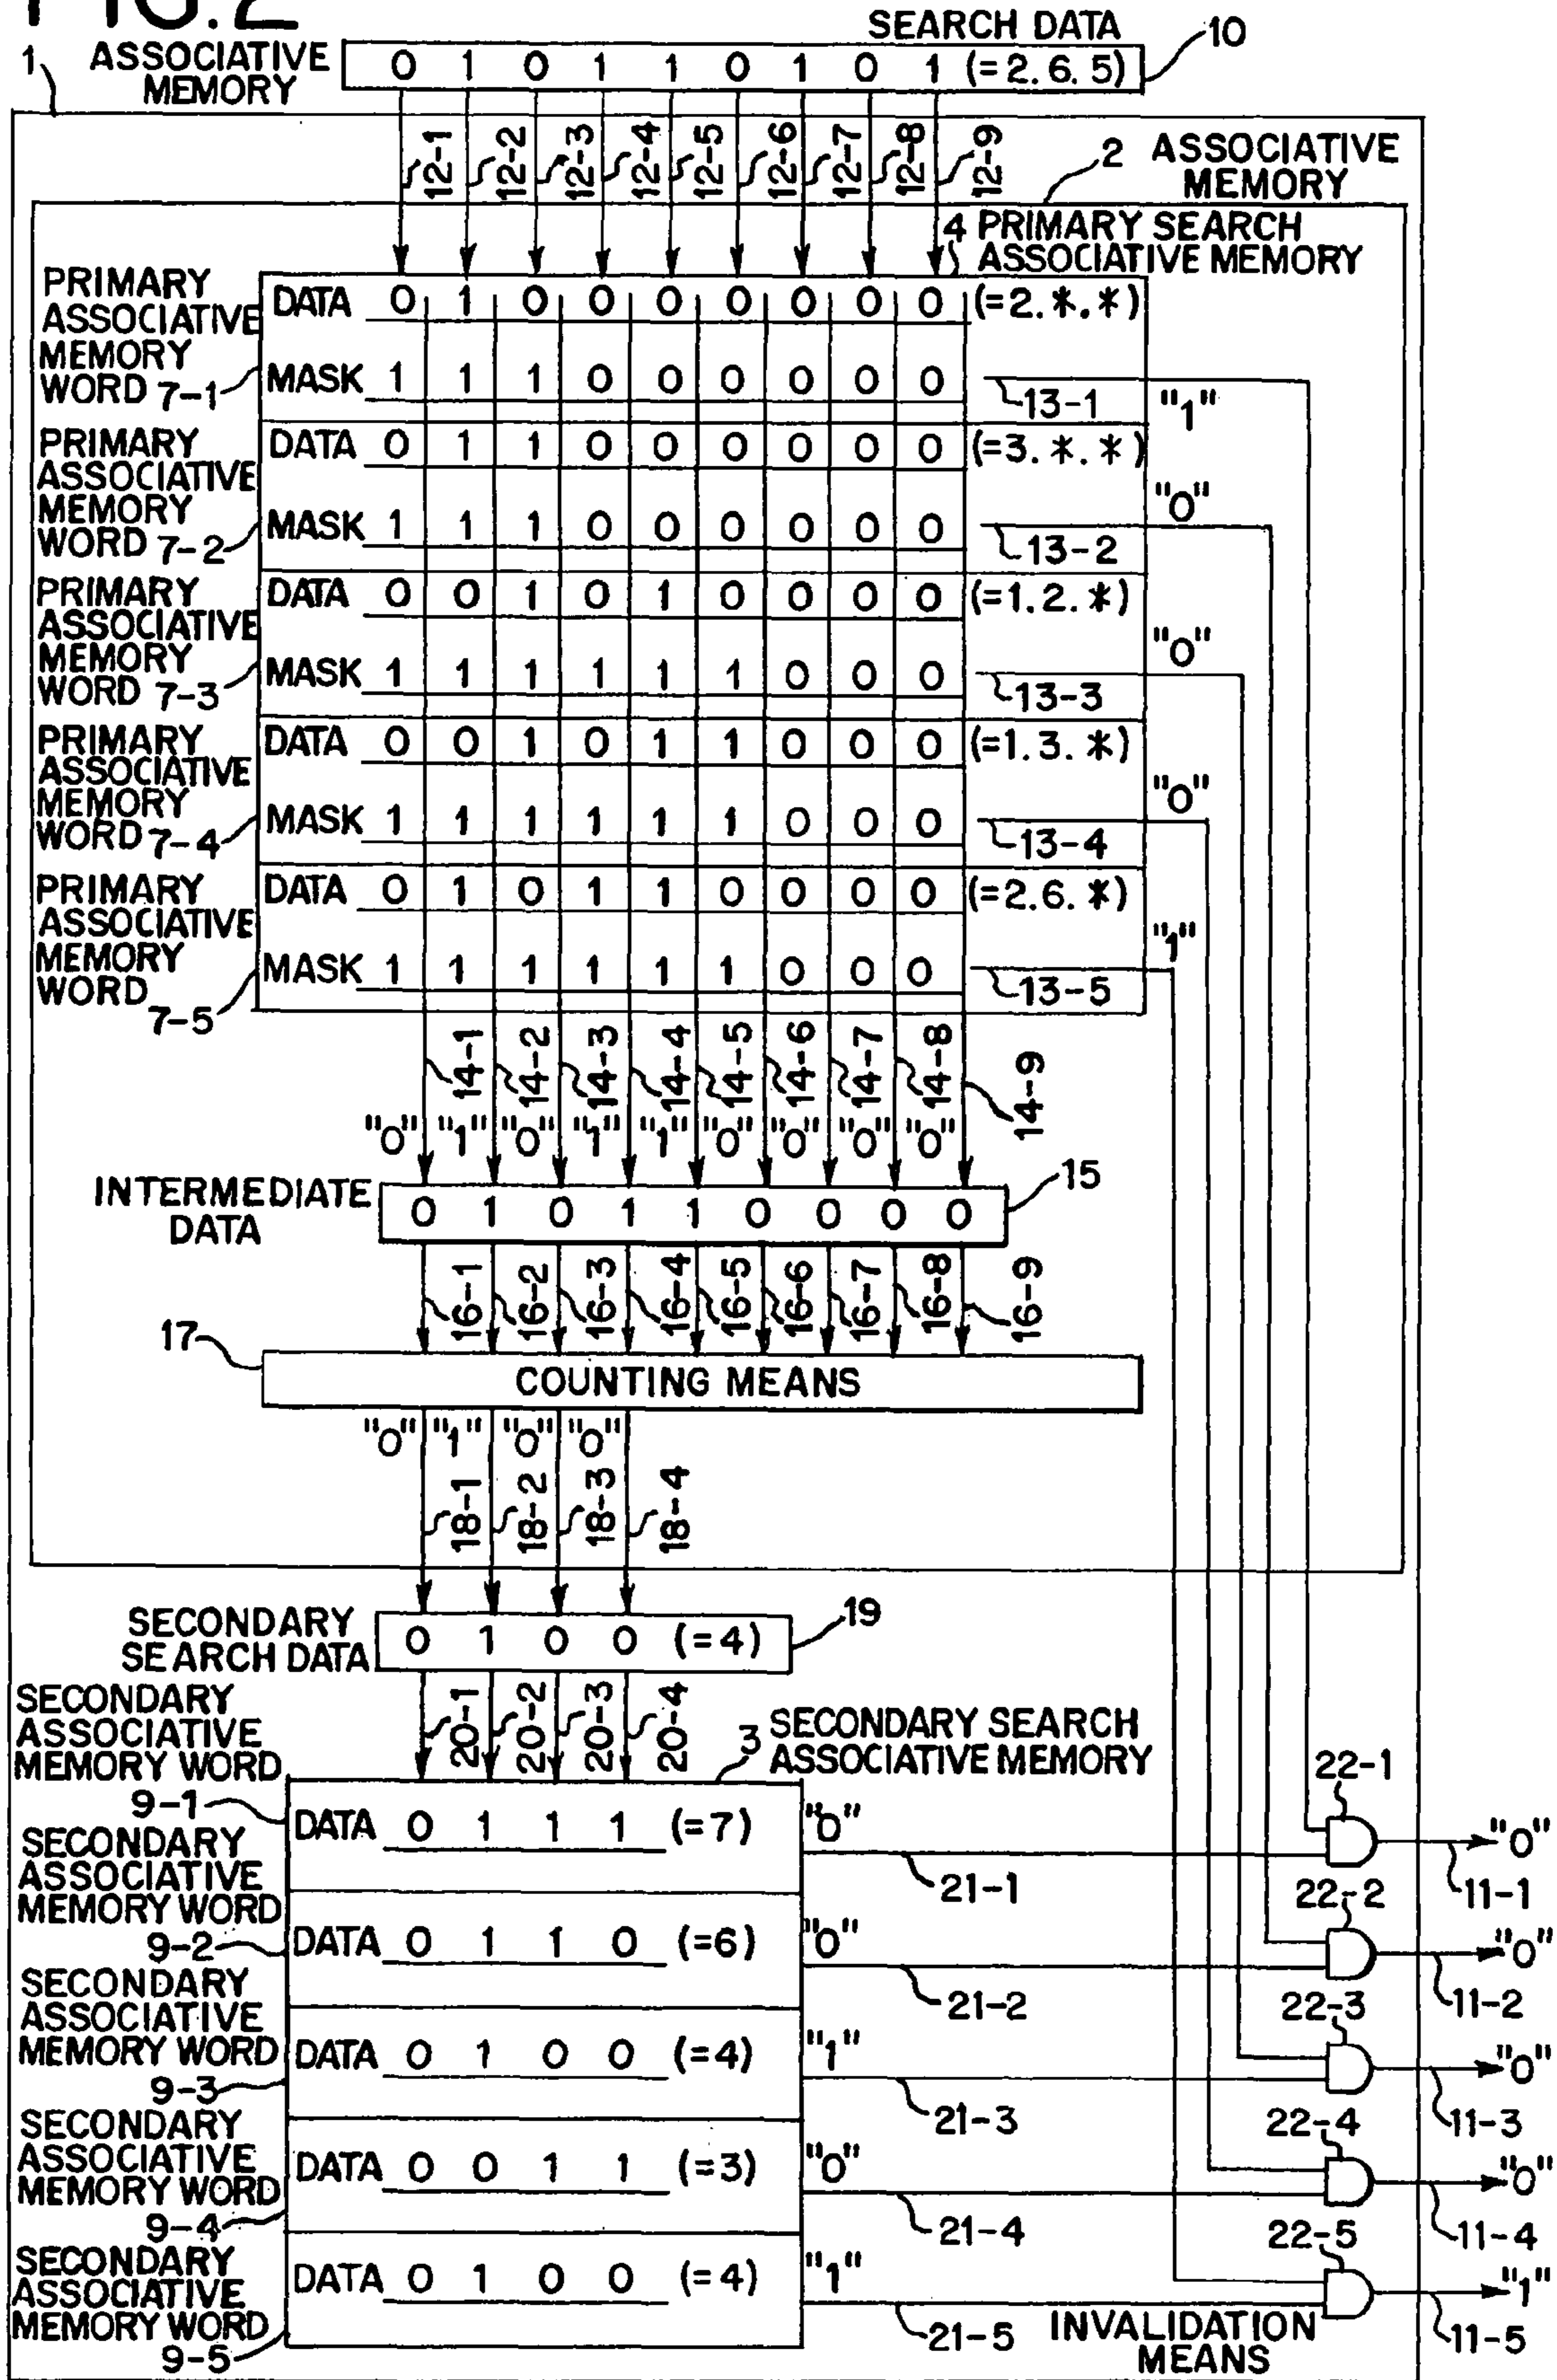 FIG.2
SEARCH DATA
10
1 ASSOCIATIVE MEMORY
0 1 0 1 1 0 1 0 1 (=2.6.5)
12-1 12-2 12-3 12-4 12-5 12-6 12-7 12-8 12-9
2 ASSOCIATIVE MEMORY
4 PRIMARY SEARCH ASSOCIATIVE MEMORY
PRIMARY ASSOCIATIVE MEMORY WORD 7-1
DATA 0 1 0 0 0 0 0 0 0 (=2.*.*)
MASK 1 1 1 0 0 0 0 0 0
13-1 "1"
PRIMARY ASSOCIATIVE MEMORY WORD 7-2
DATA 0 1 1 0 0 0 0 0 0 (=3.*.*)
MASK 1 1 1 0 0 0 0 0 0
13-2 "0"
PRIMARY ASSOCIATIVE MEMORY WORD 7-3
DATA 0 0 1 0 1 0 0 0 0 (=1.2.*)
MASK 1 1 1 1 1 1 0 0 0
13-3 "0"
PRIMARY ASSOCIATIVE MEMORY WORD 7-4
DATA 0 0 1 0 1 1 0 0 0 (=1.3.*)
MASK 1 1 1 1 1 1 0 0 0
13-4 "0"
PRIMARY ASSOCIATIVE MEMORY WORD 7-5
DATA 0 1 0 1 1 0 0 0 0 (=2.6.*)
MASK 1 1 1 1 1 1 0 0 0
13-5 "1"
14-1 14-2 14-3 14-4 14-5 14-6 14-7 14-8 14-9
"0" "1" "0" "1" "1" "0" "0" "0" "0"
INTERMEDIATE DATA
0 1 0 1 1 0 0 0 0
15
16-1 16-2 16-3 16-4 16-5 16-6 16-7 16-8 16-9
17
COUNTING MEANS
"0" "1" "0" "0"
18-1 18-2 18-3 18-4
SECONDARY SEARCH DATA
0 1 0 0 (=4)
19
20-1 20-2 20-3 20-4
3 SECONDARY SEARCH ASSOCIATIVE MEMORY
SECONDARY ASSOCIATIVE MEMORY WORD 9-1
DATA 0 1 1 1 (=7) "0"
21-1
22-1
"0"
11-1
SECONDARY ASSOCIATIVE MEMORY WORD 9-2
DATA 0 1 1 0 (=6) "0"
21-2
22-2
"0"
11-2
SECONDARY ASSOCIATIVE MEMORY WORD 9-3
DATA 0 1 0 0 (=4) "1"
21-3
22-3
"0"
11-3
SECONDARY ASSOCIATIVE MEMORY WORD 9-4
DATA 0 0 1 1 (=3) "0"
21-4
22-4
"0"
11-4
SECONDARY ASSOCIATIVE MEMORY WORD 9-5
DATA 0 1 0 0 (=4) "1"
21-5
22-5
"1"
11-5
INVALIDATION MEANS